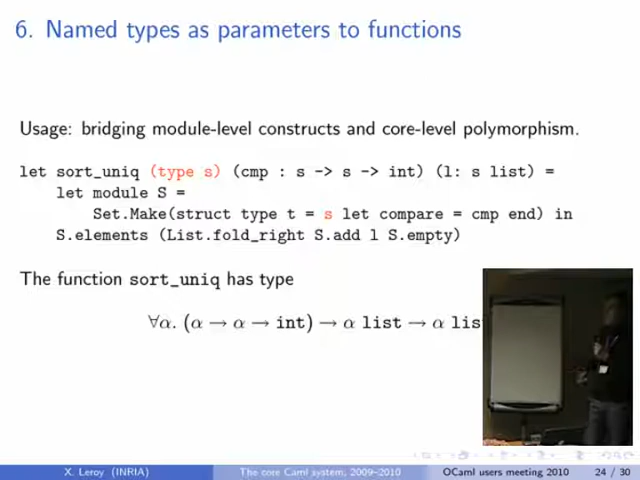 6. Named types as parameters to functions
Usage: bridging module-level constructs and core-level polymorphism.
let sort_uniq (type s) (cmp : s -> s -> int) (l: s list) =
let module S =
Set.Make(struct type t = s let compare = cmp end) in
S.elements (List.fold_right S.add l S.empty)
The function sort_uniq has type
∀α. (α → α → int) → α list → α lis
X. Leroy (INRIA) The core Caml system, 2009–2010 OCaml users meeting 2010 24 / 30